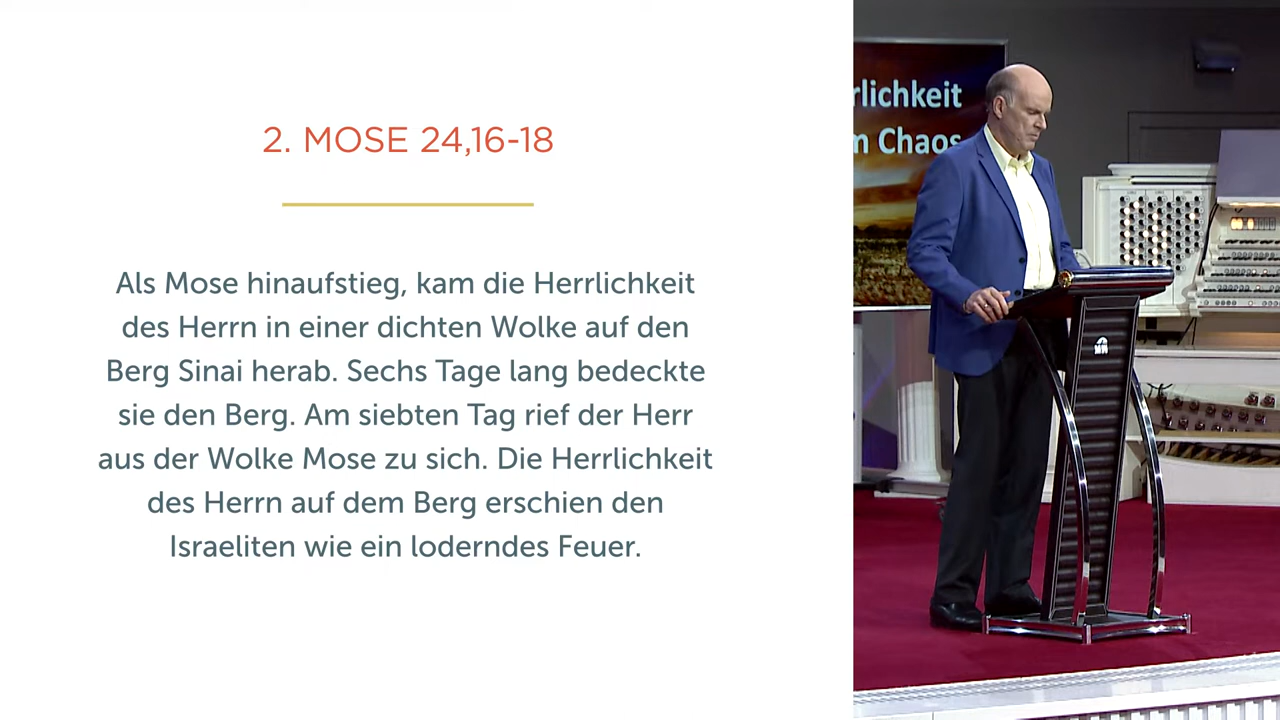 2. MOSE 24,16-18
Als Mose hinaufstieg, kam die Herrlichkeit
des Herrn in einer dichten Wolke auf den
Berg Sinai herab. Sechs Tage lang bedeckte
sie den Berg. Am siebten Tag rief der Herr
aus der Wolke Mose zu sich. Die Herrlichkeit
des Herrn auf dem Berg erschien den
Israeliten wie ein loderndes Feuer.
rlichkeit
m Chaos